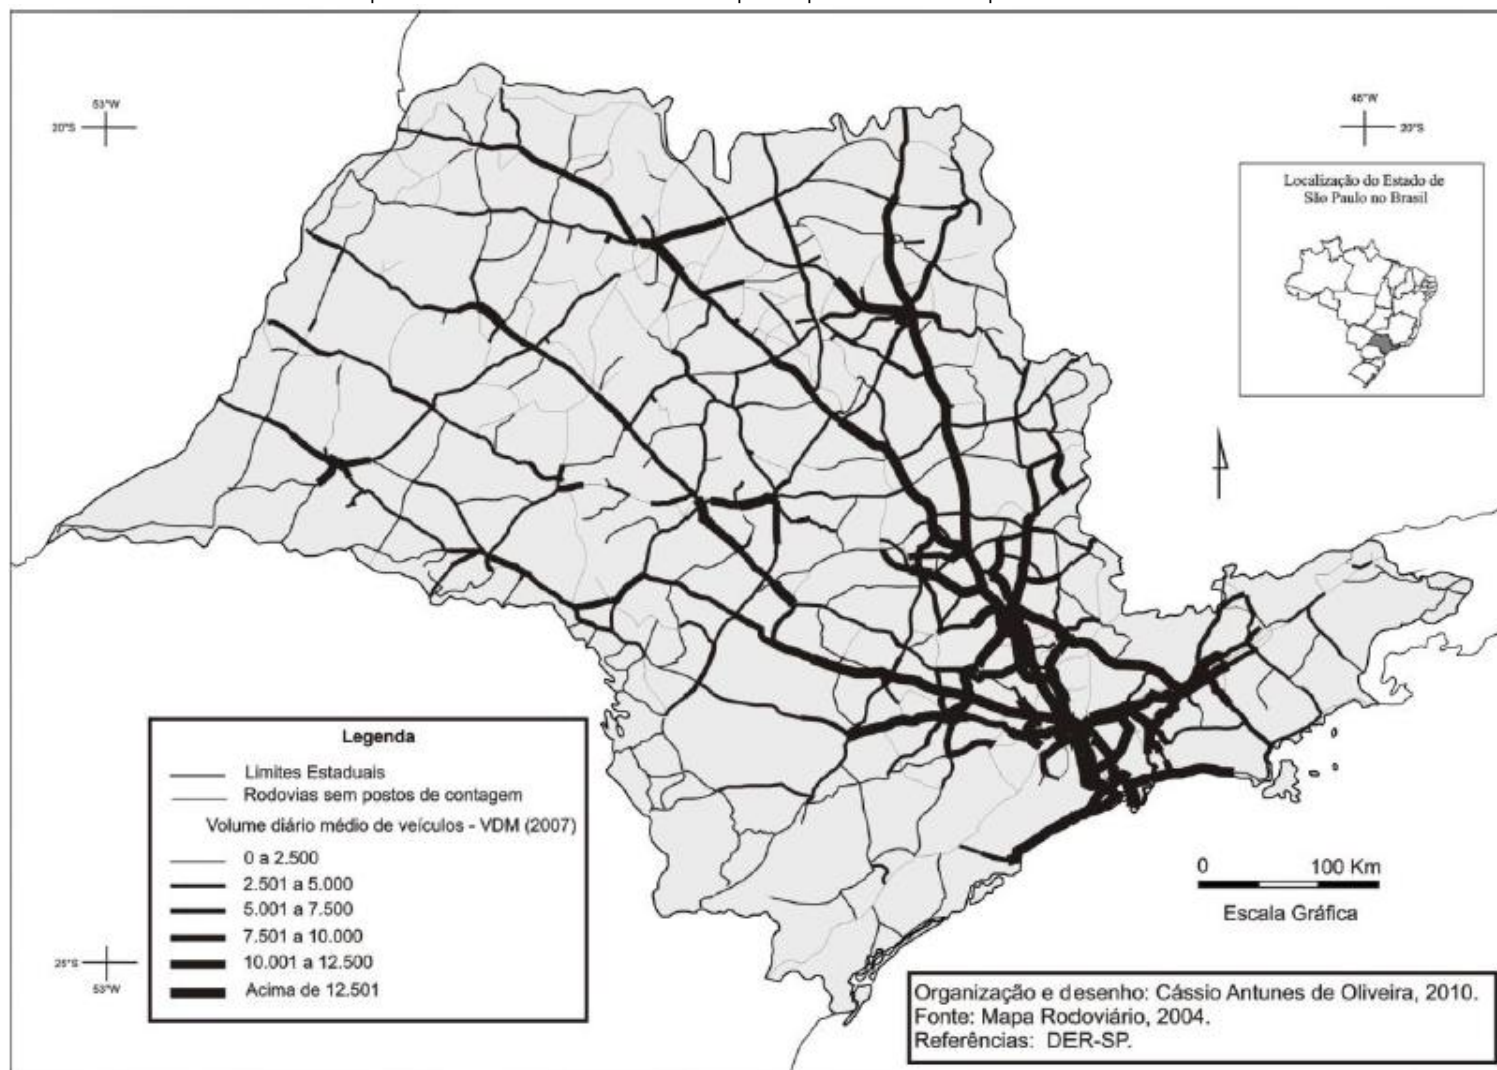 53°W
20°S
48°W
20°S
Localização do Estado de
São Paulo no Brasil
Legenda
Limites Estaduais
Rodovias sem postos de contagem
Volume diário médio de veículos - VDM (2007)
0 a 2.500
2.501 a 5.000
5.001 a 7.500
7.501 a 10.000
10.001 a 12.500
Acima de 12.501
25°S
53°W
0 100 Km
Escala Gráfica
Organização e desenho: Cássio Antunes de Oliveira, 2010.
Fonte: Mapa Rodoviário, 2004.
Referências: DER-SP.